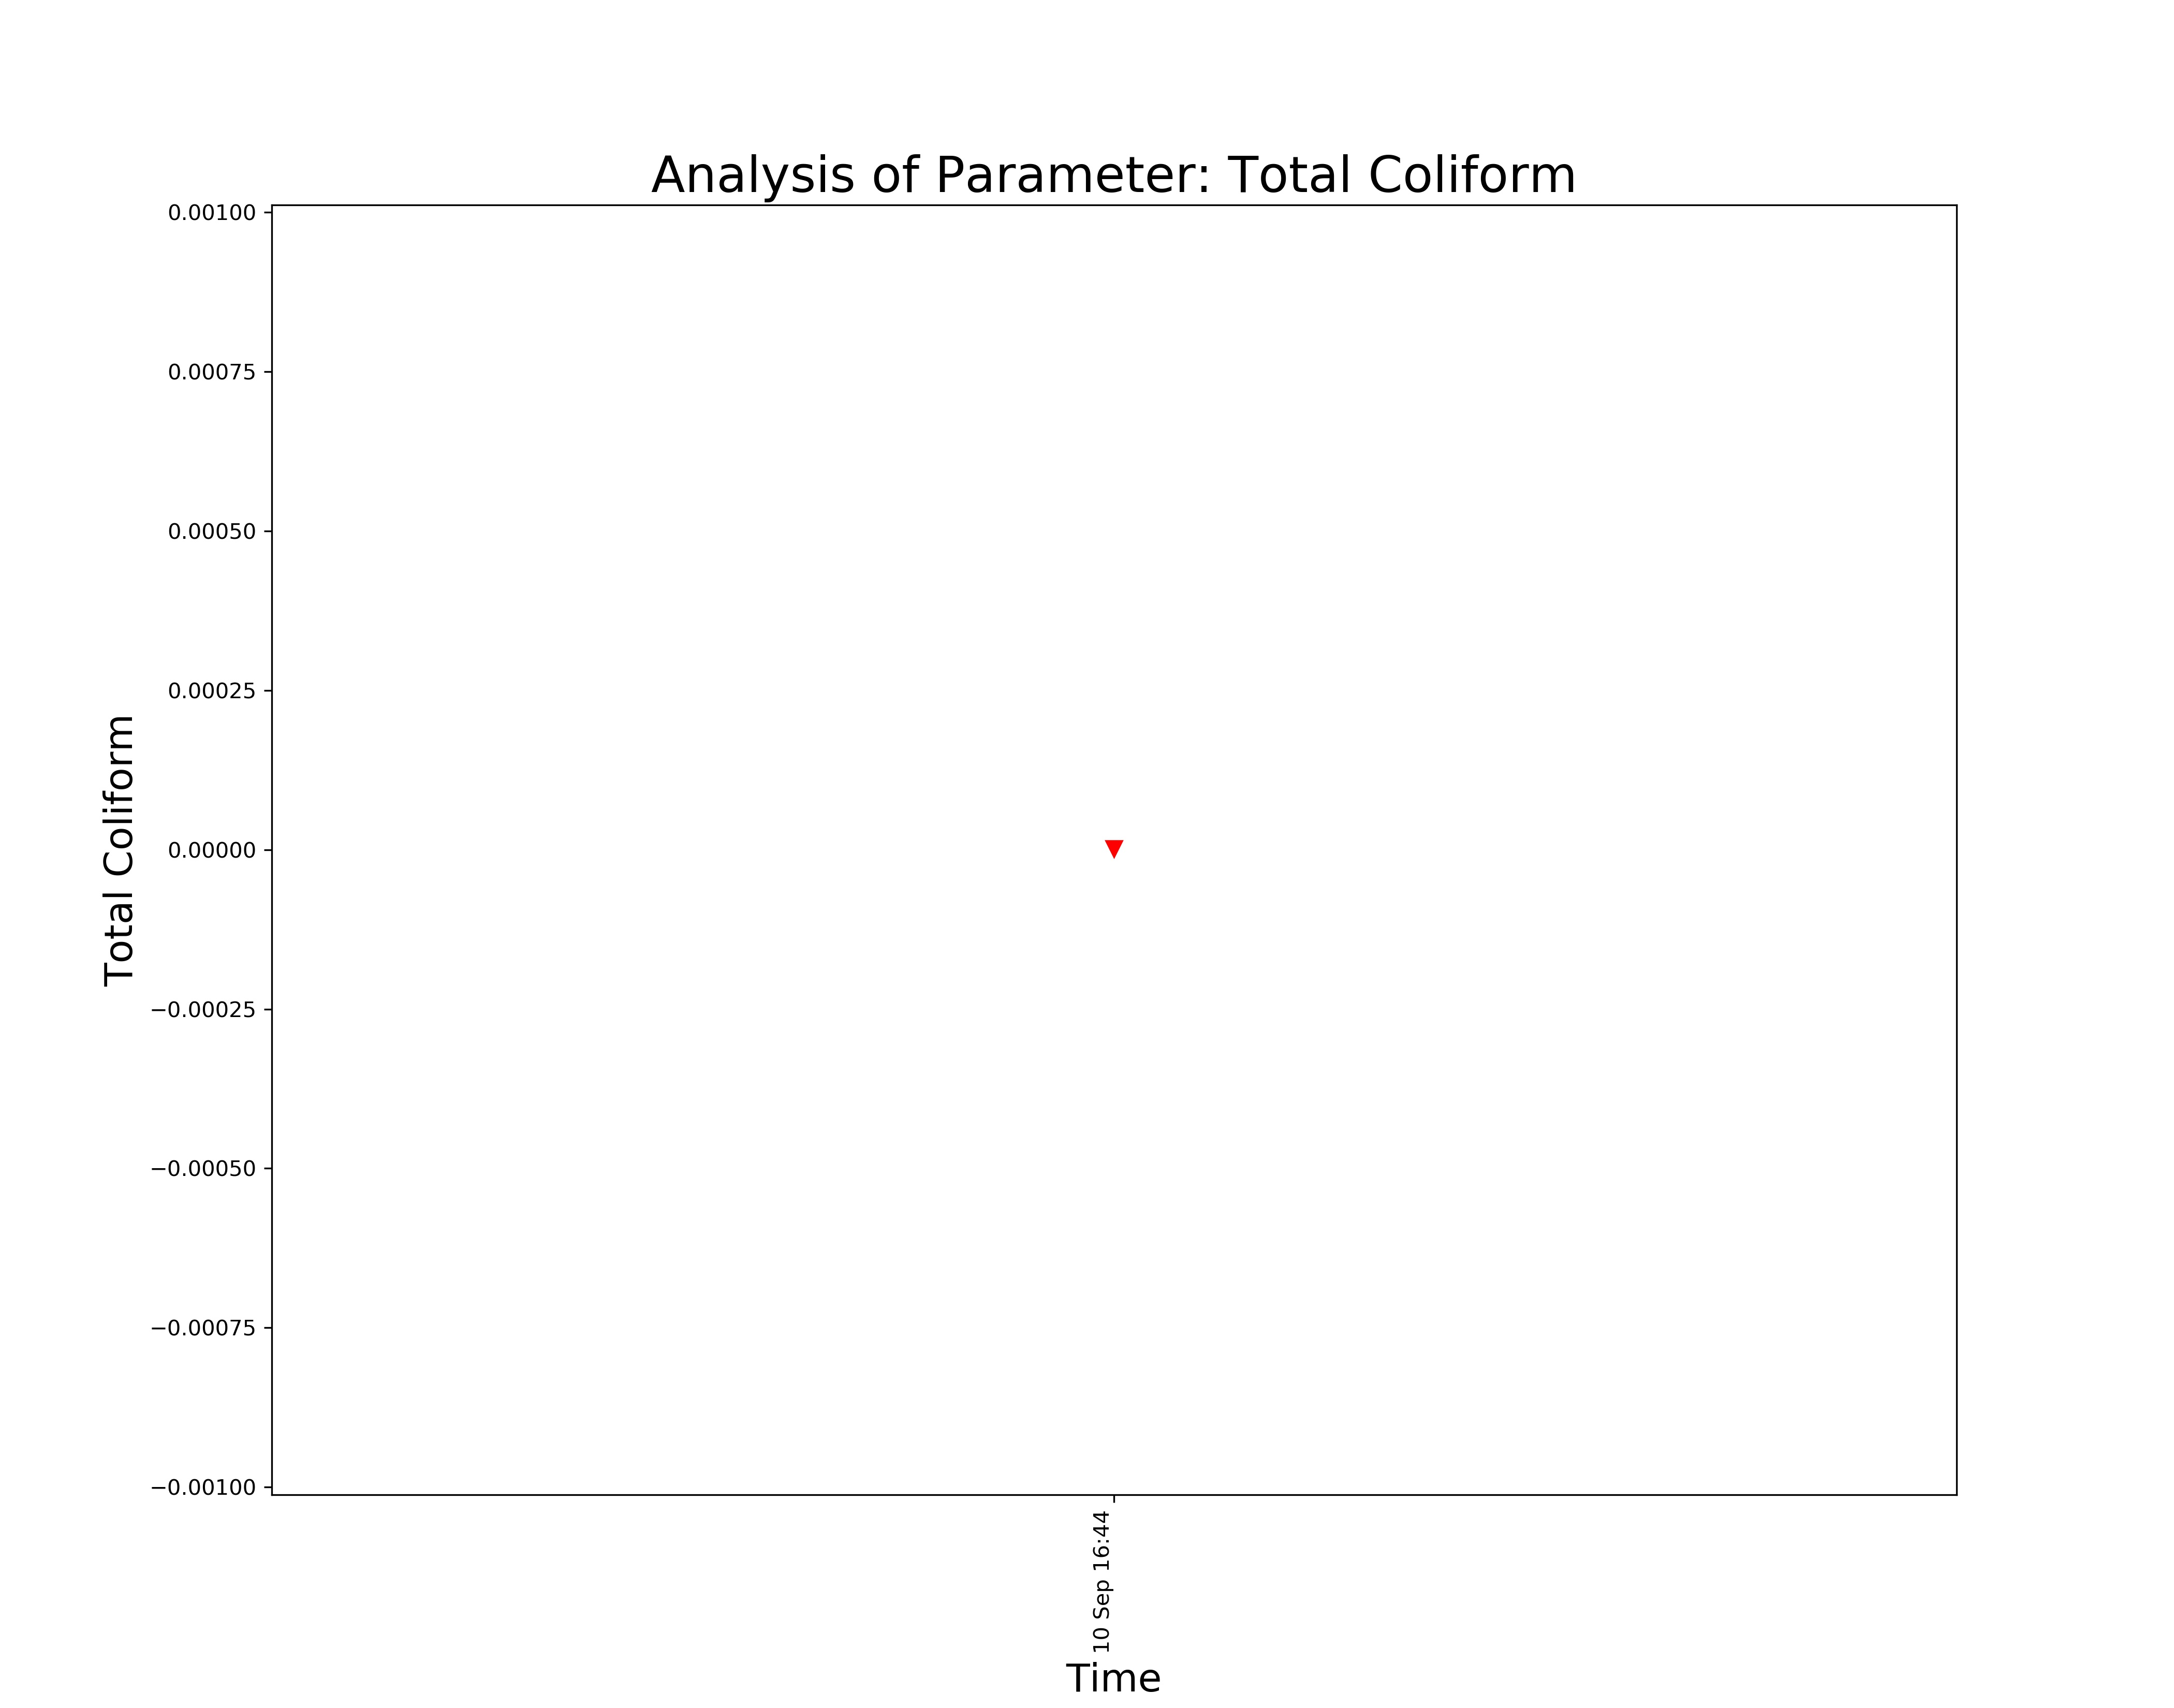 Analysis of Parameter: Total Coliform
0.00100
0.00075
0.00050
0.00025
0.00000
−0.00025
−0.00050
−0.00075
−0.00100
Total Coliform
10 Sep 16:44
Time